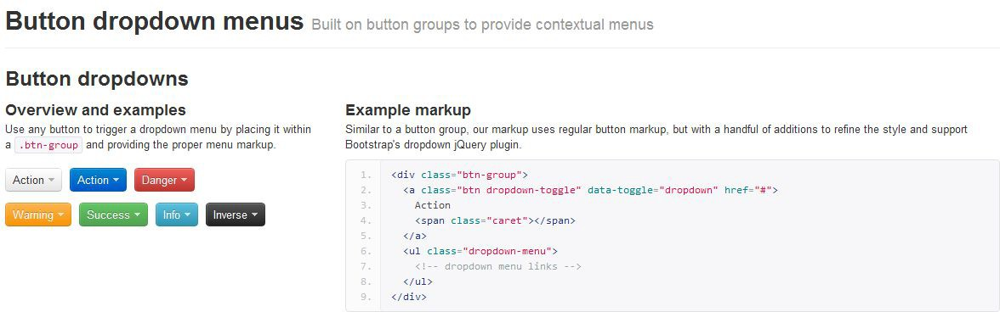 Button dropdown menus Built on button groups to provide contextual menus
Button dropdowns
Overview and examples
Use any button to trigger a dropdown menu by placing it within
a .btn-group and providing the proper menu markup.
Action Action Danger
Warning Success Info Inverse
Example markup
Similar to a button group, our markup uses regular button markup, but with a handful of additions to refine the style and support
Bootstrap's dropdown jQuery plugin.
1. <div class="btn-group">
2. <a class="btn dropdown-toggle" data-toggle="dropdown" href="#">
3. Action
4. <span class="caret"></span>
5. </a>
6. <ul class="dropdown-menu">
7. <!-- dropdown menu links -->
8. </ul>
9. </div>